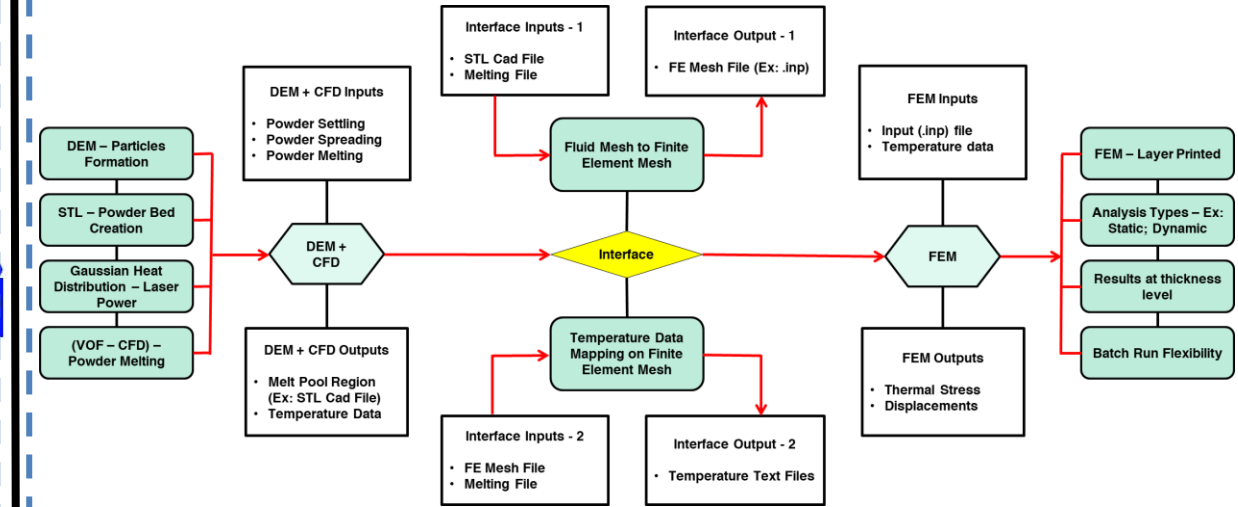 DEM – Particles
Formation
STL – Powder Bed
Creation
Gaussian Heat
Distribution – Laser
Power
(VOF – CFD) –
Powder Melting
DEM + CFD Inputs
• Powder Settling
• Powder Spreading
• Powder Melting
DEM +
CFD
DEM + CFD Outputs
• Melt Pool Region
(Ex: STL Cad File)
• Temperature Data
Interface Inputs - 1
• STL Cad File
• Melting File
Interface Output - 1
• FE Mesh File (Ex: .inp)
Fluid Mesh to Finite
Element Mesh
Interface
Temperature Data
Mapping on Finite
Element Mesh
Interface Inputs - 2
• FE Mesh File
• Melting File
Interface Output - 2
• Temperature Text Files
FEM Inputs
• Input (.inp) file
• Temperature data
FEM
FEM Outputs
• Thermal Stress
• Displacements
FEM – Layer Printed
Analysis Types – Ex:
Static; Dynamic
Results at thickness
level
Batch Run Flexibility